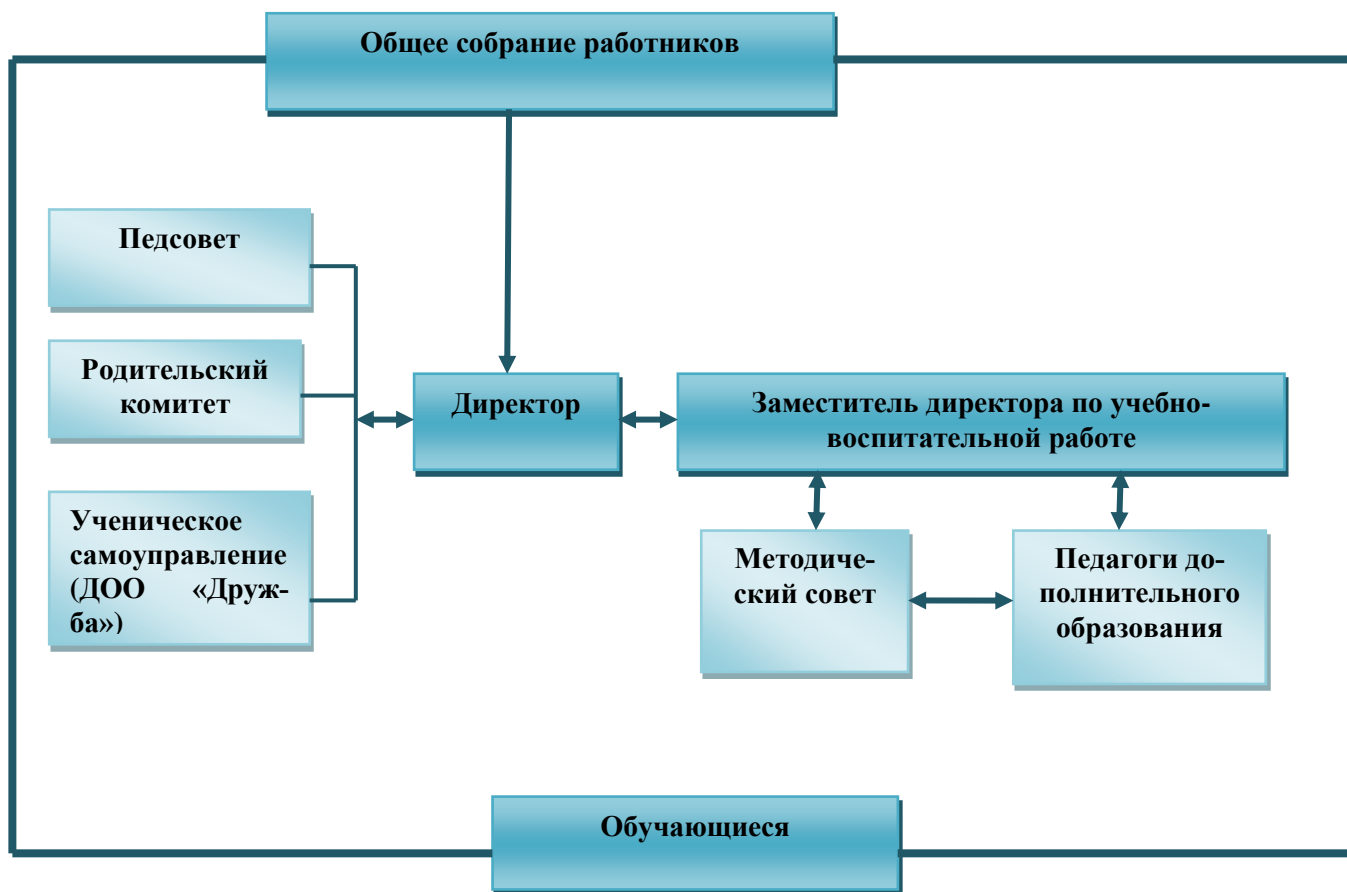 Общее собрание работников
Педсовет
Родительский
комитет
Ученическое
самоуправление
(ДОО «Друж-
ба»)
Директор
Заместитель директора по учебно-
воспитательной работе
Методиче-
ский совет
Педагоги до-
полнительного
образования
Обучающиеся